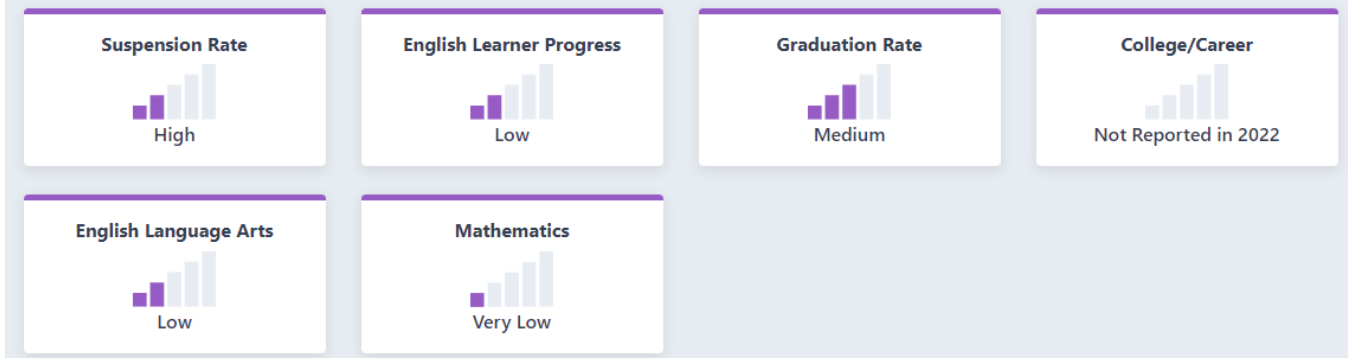 Suspension Rate
High
English Learner Progress
Low
Graduation Rate
Medium
College/Career
Not Reported in 2022
English Language Arts
Low
Mathematics
Very Low